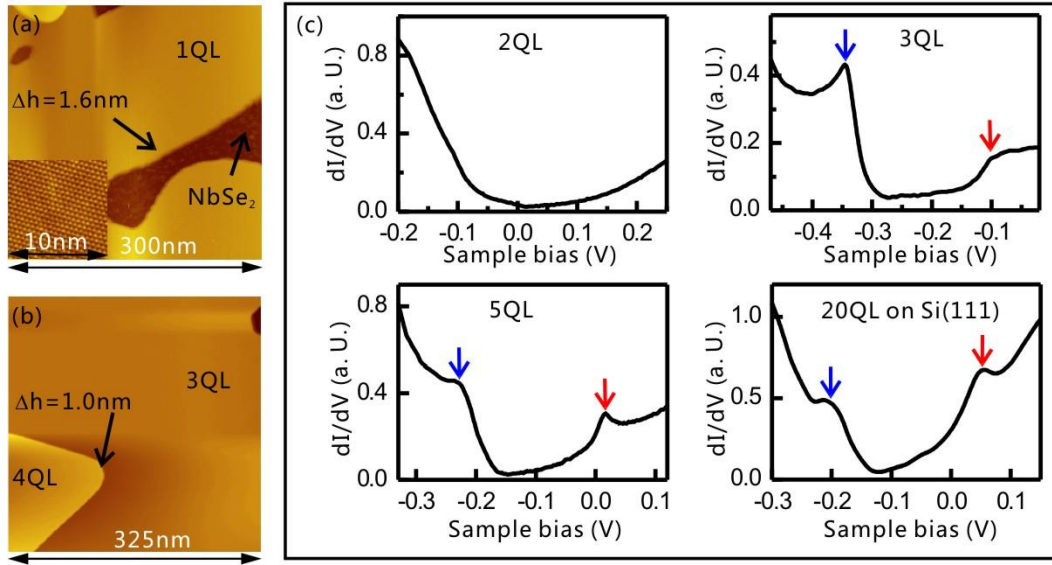 (a)
1QL
Δh=1.6nm
NbSe₂
10nm
300nm
(b)
3QL
Δh=1.0nm
4QL
325nm
(c)
2QL
dI/dV (a. U.)
0.8
0.4
0.0
-0.2 -0.1 0.0 0.1 0.2
Sample bias (V)
3QL
dI/dV (a. U.)
0.4
0.2
0.0
-0.4 -0.3 -0.2 -0.1
Sample bias (V)
5QL
dI/dV (a. U.)
0.8
0.4
0.0
-0.3 -0.2 -0.1 0.0 0.1
Sample bias (V)
20QL on Si(111)
dI/dV (a. U.)
1.0
0.5
0.0
-0.3 -0.2 -0.1 0.0 0.1
Sample bias (V)